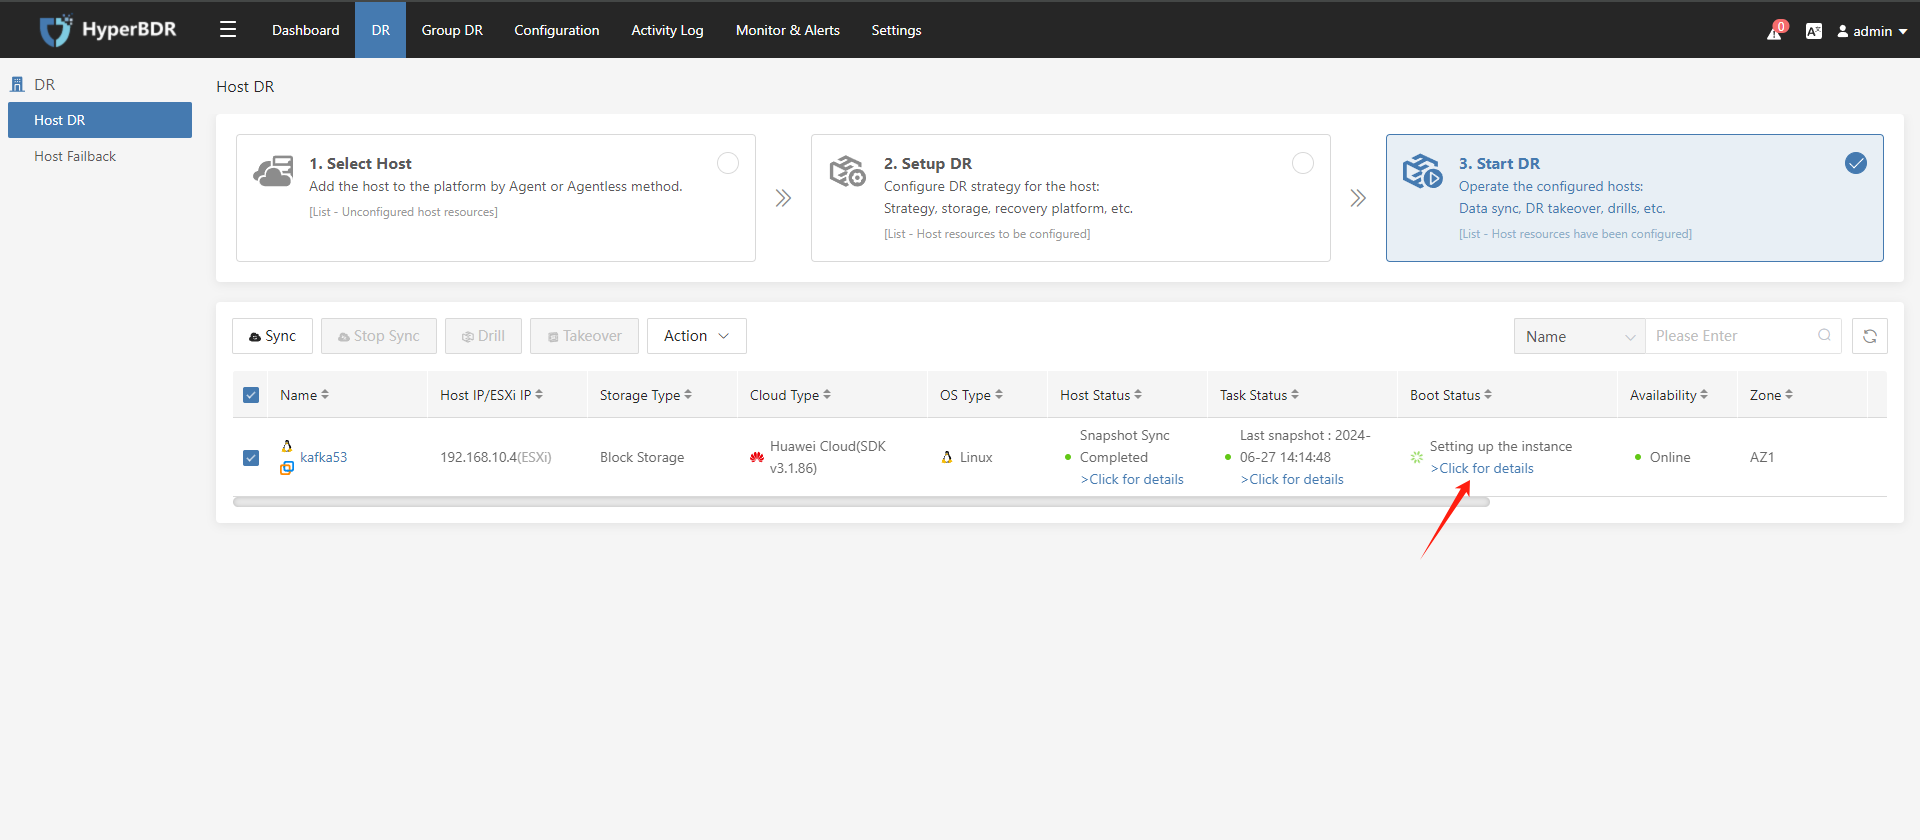 HyperBDR
Dashboard
DR
Group DR
Configuration
Activity Log
Monitor & Alerts
Settings
0
admin
DR
Host DR
Host Failback
Host DR
1. Select Host
Add the host to the platform by Agent or Agentless method.
[List - Unconfigured host resources]
2. Setup DR
Configure DR strategy for the host:
Strategy, storage, recovery platform, etc.
[List - Host resources to be configured]
3. Start DR
Operate the configured hosts:
Data sync, DR takeover, drills, etc.
[List - Host resources have been configured]
Sync
Stop Sync
Drill
Takeover
Action
Name
Please Enter
Name
Host IP/ESXi IP
Storage Type
Cloud Type
OS Type
Host Status
Task Status
Boot Status
Availability
Zone
kafka53
192.168.10.4(ESXi)
Block Storage
Huawei Cloud(SDK
v3.1.86)
Linux
Snapshot Sync
Completed
>Click for details
Last snapshot : 2024-
06-27 14:14:48
>Click for details
Setting up the instance
>Click for details
Online
AZ1